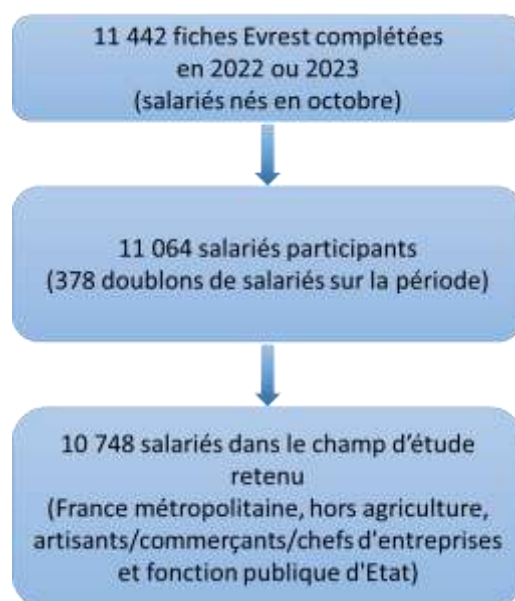 11 442 fiches Evrest complétées
en 2022 ou 2023
(salariés nés en octobre)
11 064 salariés participants
(378 doublons de salariés sur la période)
10 748 salariés dans le champ d'étude
retenu
(France métropolitaine, hors agriculture,
artisants/commerçants/chefs d'entreprises
et fonction publique d'Etat)